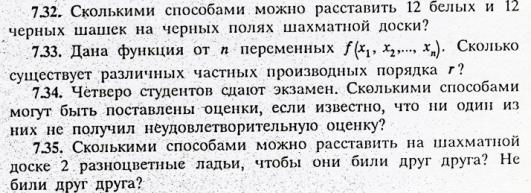 7.32. Сколькими способами можно расставить 12 белых и 12
черных шашек на черных полях шахматной доски?
7.33. Дана функция от n переменных f(x₁, x₂,..., xₙ). Сколько
существует различных частных производных порядка r?
7.34. Четверо студентов сдают экзамен. Сколькими способами
могут быть поставлены оценки, если известно, что ни один из
них не получил неудовлетворительную оценку?
7.35. Сколькими способами можно расставить на шахматной
доске 2 разноцветные ладьи, чтобы они били друг друга? Не
били друг друга?